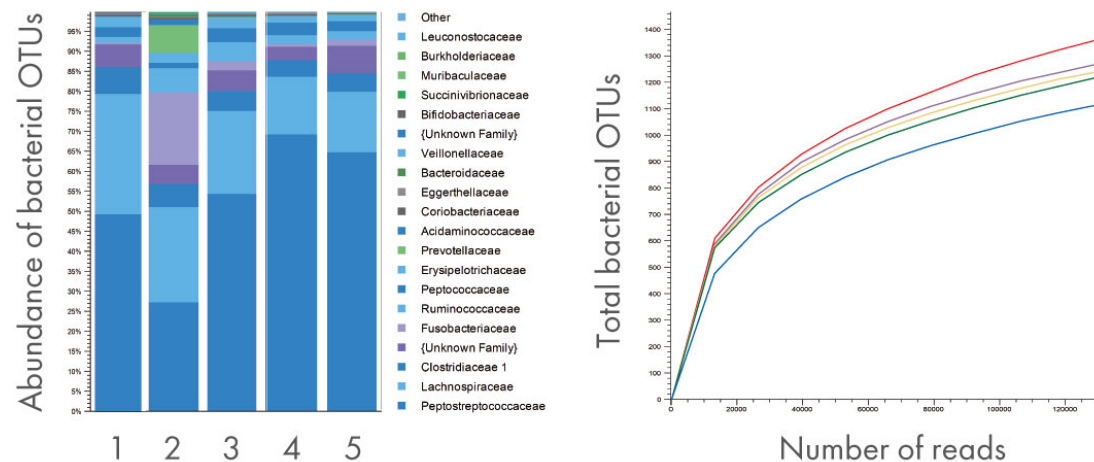 Abundance of bacterial OTUs
95%
90%
85%
80%
75%
70%
65%
60%
55%
50%
45%
40%
35%
30%
25%
20%
15%
10%
5%
0%
1 2 3 4 5
Other
Leuconostocaceae
Burkholderiaceae
Muribaculaceae
Succinivibrionaceae
Bifidobacteriaceae
{Unknown Family}
Veillonellaceae
Bacteroidaceae
Eggerthellaceae
Coriobacteriaceae
Acidaminococcaceae
Prevotellaceae
Erysipelotrichaceae
Peptococcaceae
Ruminococcaceae
Fusobacteriaceae
{Unknown Family}
Clostridiaceae 1
Lachnospiraceae
Peptostreptococcaceae
Total bacterial OTUs
1400
1300
1200
1100
1000
900
800
700
600
500
400
300
200
100
0
0 20000 40000 60000 80000 100000 120000
Number of reads